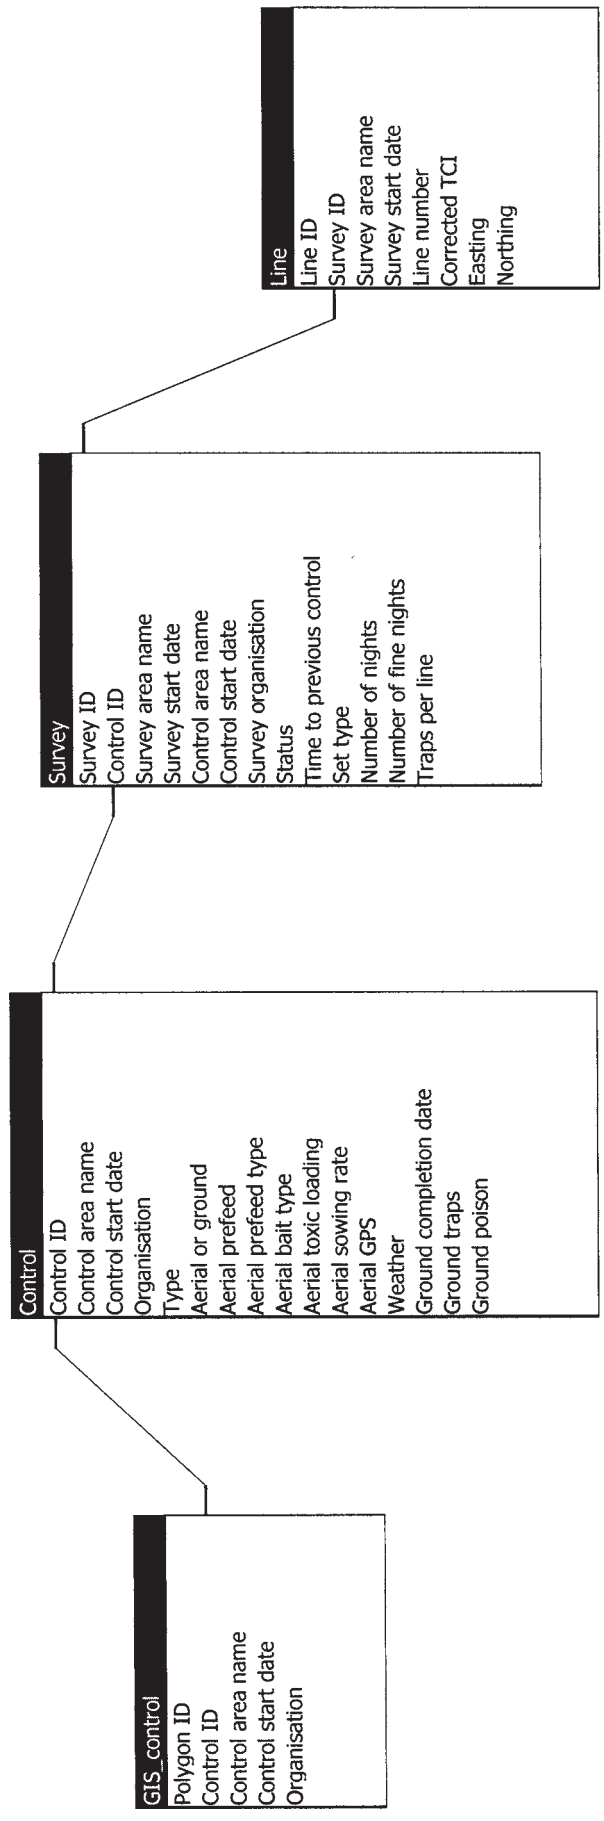 GIS_control
Polygon ID
Control ID
Control area name
Control start date
Organisation
Control
Control ID
Control area name
Control start date
Organisation
Type
Aerial or ground
Aerial prefeed
Aerial prefeed type
Aerial bait type
Aerial toxic loading
Aerial sowing rate
Aerial GPS
Weather
Ground completion date
Ground traps
Ground poison
Survey
Survey ID
Control ID
Survey area name
Survey start date
Control area name
Control start date
Survey organisation
Status
Time to previous control
Set type
Number of nights
Number of fine nights
Traps per line
Line
Line ID
Survey ID
Survey area name
Survey start date
Line number
Corrected TCI
Easting
Northing